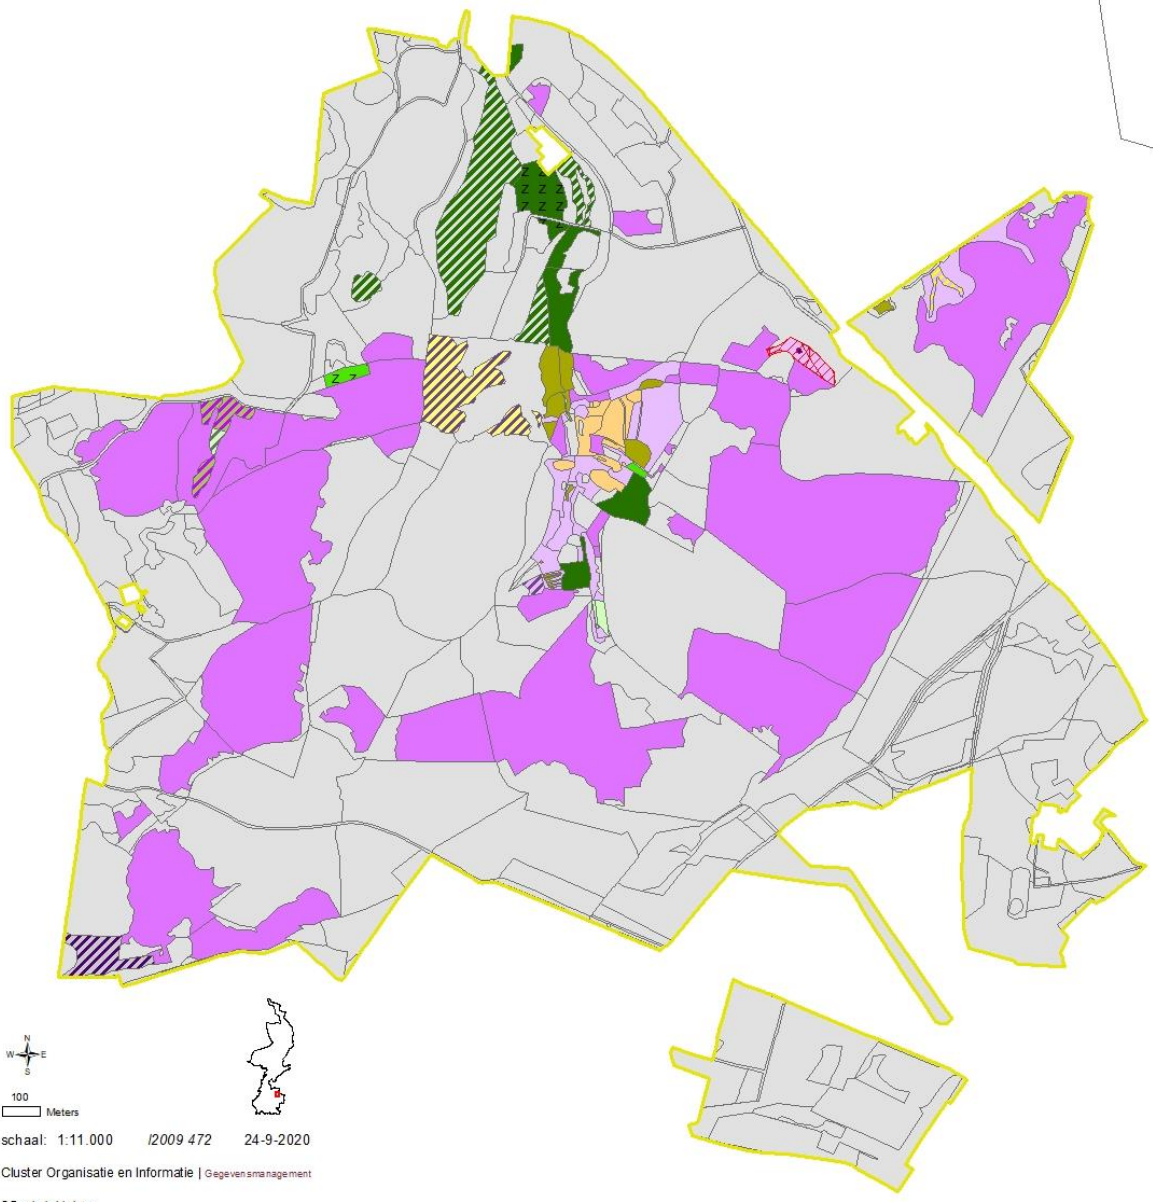 Z Z
Z Z Z
Z Z Z
Z
Z Z
N
W E
S
100
Meters
schaal: 1:11.000 I2009 472 24-9-2020
Cluster Organisatie en Informatie | Gegevensmanagement